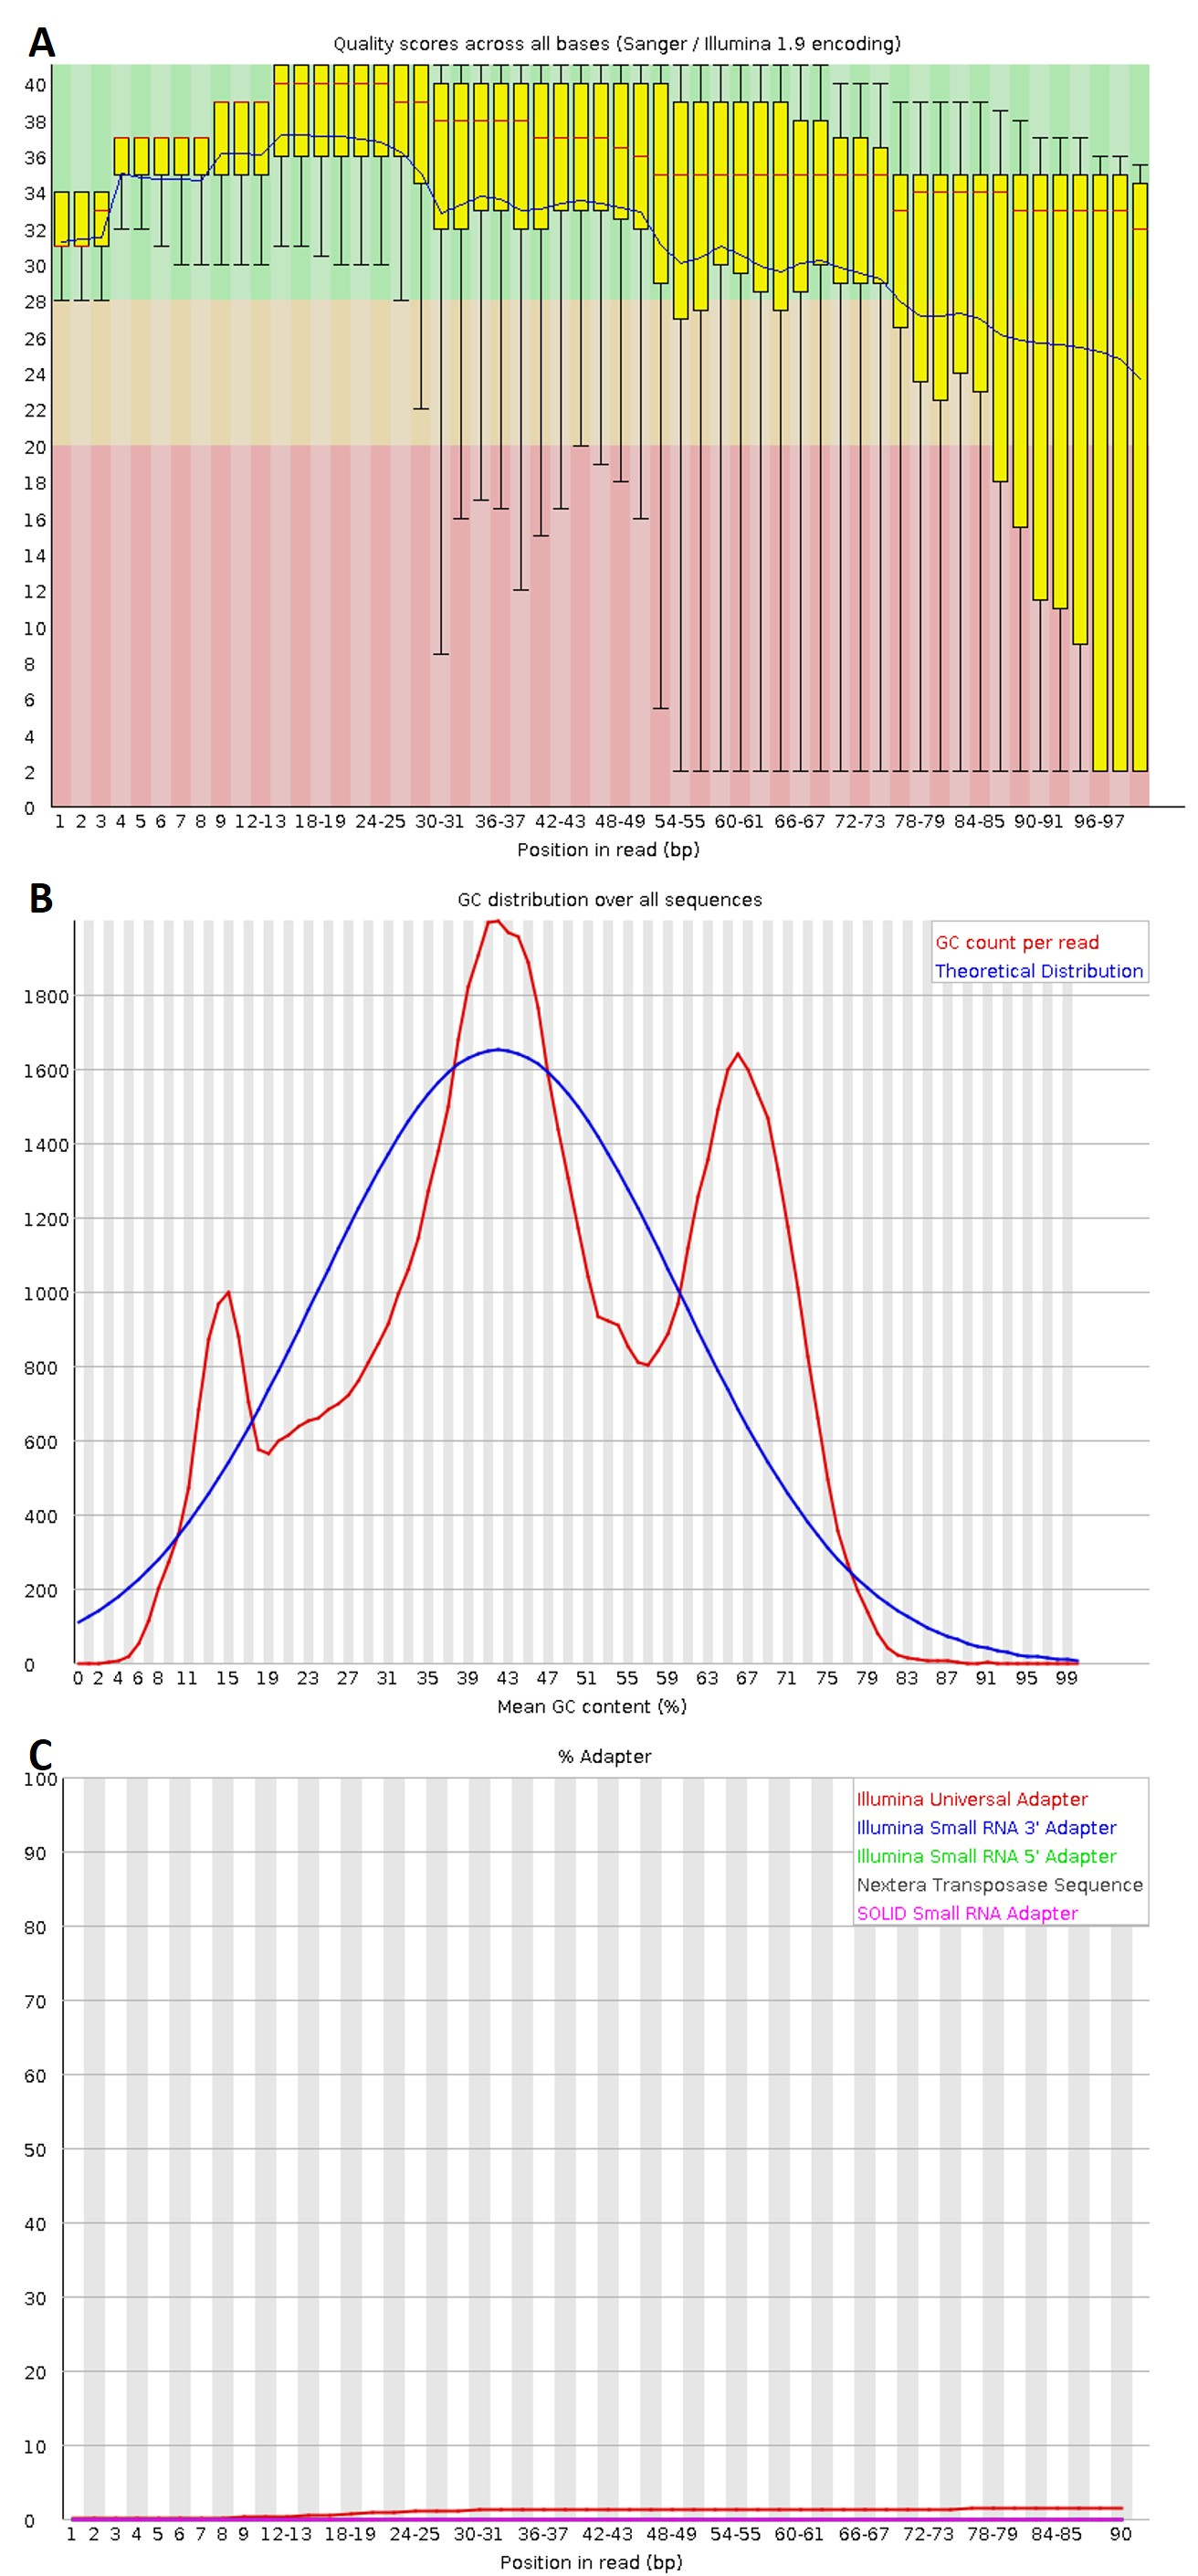 A
Quality scores across all bases (Sanger / Illumina 1.9 encoding)
40
38
36
34
32
30
28
26
24
22
20
18
16
14
12
10
8
6
4
2
0
1 2 3 4 5 6 7 8 9 12-13 18-19 24-25 30-31 36-37 42-43 48-49 54-55 60-61 66-67 72-73 78-79 84-85 90-91 96-97
Position in read (bp)
B
GC distribution over all sequences
GC count per read
Theoretical Distribution
1800
1600
1400
1200
1000
800
600
400
200
0
0 2 4 6 8 11 15 19 23 27 31 35 39 43 47 51 55 59 63 67 71 75 79 83 87 91 95 99
Mean GC content (%)
C
% Adapter
Illumina Universal Adapter
Illumina Small RNA 3' Adapter
Illumina Small RNA 5' Adapter
Nextera Transposase Sequence
SOLID Small RNA Adapter
100
90
80
70
60
50
40
30
20
10
0
1 2 3 4 5 6 7 8 9 12-13 18-19 24-25 30-31 36-37 42-43 48-49 54-55 60-61 66-67 72-73 78-79 84-85 90
Position in read (bp)